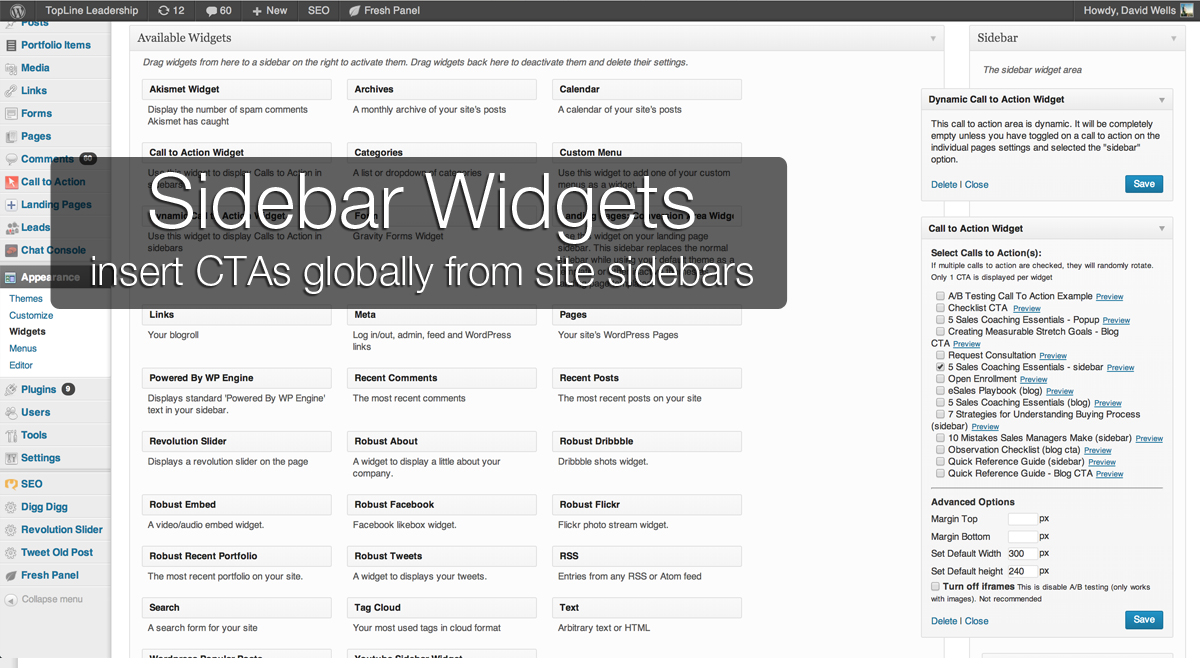 TopLine Leadership 12 60 + New SEO Fresh Panel Howdy, David Wells
Posts
Portfolio Items
Media
Links
Forms
Pages
Comments
Call to Action
Landing Pages
Leads
Chat Console
Appearance
Themes
Customize
Widgets
Menus
Editor
Plugins 9
Users
Tools
Settings
SEO
Digg Digg
Revolution Slider
Tweet Old Post
Fresh Panel
Collapse menu
Available Widgets
Drag widgets from here to a sidebar on the right to activate them. Drag widgets back here to deactivate them and delete their settings.
Akismet Widget
Display the number of spam comments
Akismet has caught
Archives
A monthly archive of your site's posts
Calendar
A calendar of your site's posts
Call to Action Widget
Use this widget to display Calls to Action in
sidebars
Categories
A list or dropdown of categories
Custom Menu
Use this widget to add one of your custom
menus as a widget.
Sidebar Widgets
insert CTAs globally from site sidebars
Dynamic Call to Action Widget
Use this widget to display Calls to Action in
sidebars
Form
Gravity Forms Widget
Landing Pages: Conversion Area Widg
Use this widget on your landing page
sidebar. This sidebar replaces the normal
sidebar while using your default theme as a
Links
Your blogroll
Meta
Log in/out, admin, feed and WordPress
links
Pages
Your site's WordPress Pages
Powered By WP Engine
Displays standard 'Powered By WP Engine'
text in your sidebar.
Recent Comments
The most recent comments
Recent Posts
The most recent posts on your site
Revolution Slider
Displays a revolution slider on the page
Robust About
A widget to display a little about your
company.
Robust Dribbble
Dribbble shots widget.
Robust Embed
A video/audio embed widget.
Robust Facebook
Facebook likebox widget.
Robust Flickr
Flickr photo stream widget.
Robust Recent Portfolio
The most recent portfolio on your site.
Robust Tweets
A widget to display your tweets.
RSS
Entries from any RSS or Atom feed
Search
A search form for your site
Tag Cloud
Your most used tags in cloud format
Text
Arbitrary text or HTML
Wordpress Popular Posts
Youtube Sidebar Widget
Sidebar
The sidebar widget area
Dynamic Call to Action Widget
This call to action area is dynamic. It will be completely
empty unless you have toggled on a call to action on the
individual pages settings and selected the "sidebar"
option.
Delete | Close Save
Call to Action Widget
Select Calls to Action(s):
If multiple calls to action are checked, they will randomly rotate.
Only 1 CTA is displayed per widget
A/B Testing Call To Action Example Preview
Checklist CTA Preview
5 Sales Coaching Essentials - Popup Preview
Creating Measurable Stretch Goals - Blog
CTA Preview
Request Consultation Preview
5 Sales Coaching Essentials - sidebar Preview
Open Enrollment Preview
eSales Playbook (blog) Preview
5 Sales Coaching Essentials (blog) Preview
7 Strategies for Understanding Buying Process
(sidebar) Preview
10 Mistakes Sales Managers Make (sidebar) Preview
Observation Checklist (blog cta) Preview
Quick Reference Guide (sidebar) Preview
Quick Reference Guide - Blog CTA Preview
Advanced Options
Margin Top px
Margin Bottom px
Set Default Width 300 px
Set Default height 240 px
Turn off iframes This is disable A/B testing (only works
with images). Not recommended
Delete | Close Save